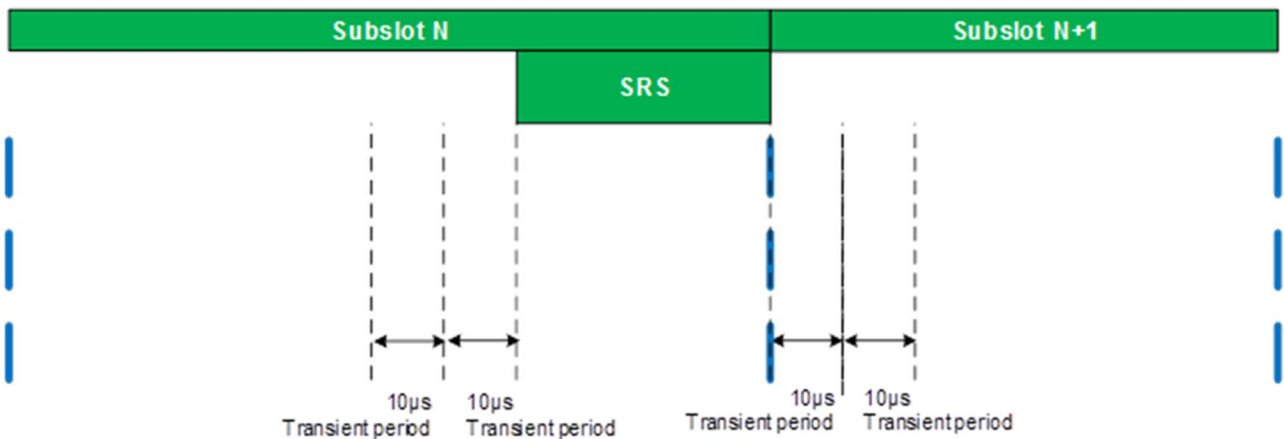 Subslot N
Subslot N+1
SRS
10µs
Transient period
10µs
Transient period
10µs
Transient period
10µs
Transient period